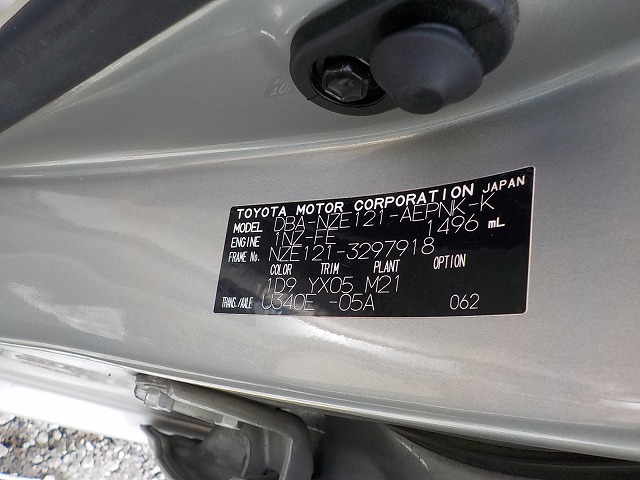 TOYOTA MOTOR CORPORATION JAPAN
MODEL DBA-NZE121-AEPNK-K
ENGINE 1NZ-FE 1496 mL
FRAME No. NZE121-3297918
COLOR TRIM PLANT OPTION
1D9 YX05 M21
TRANS./AXLE U340E -05A 062